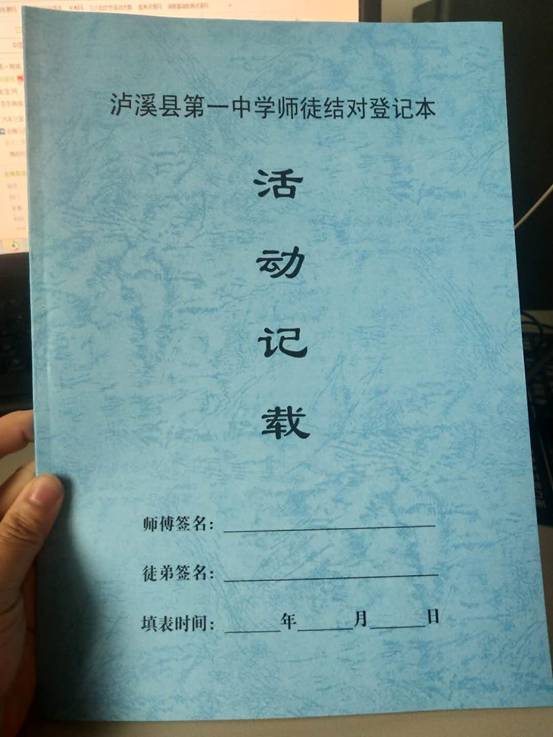 泸溪县第一中学师徒结对登记本
活
动
记
载
师傅签名：
徒弟签名：
填表时间：年月日